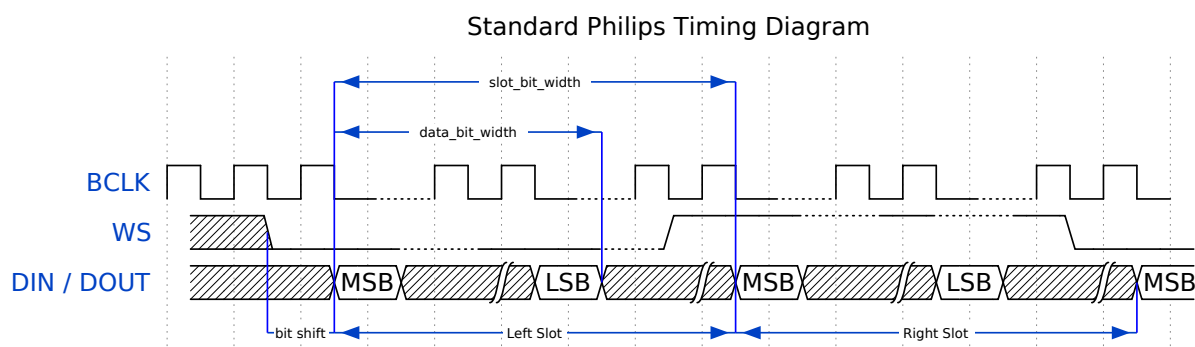 Standard Philips Timing Diagram
slot_bit_width
data_bit_width
BCLK
WS
DIN / DOUT
MSB
LSB
MSB
LSB
MSB
bit shift
Left Slot
Right Slot